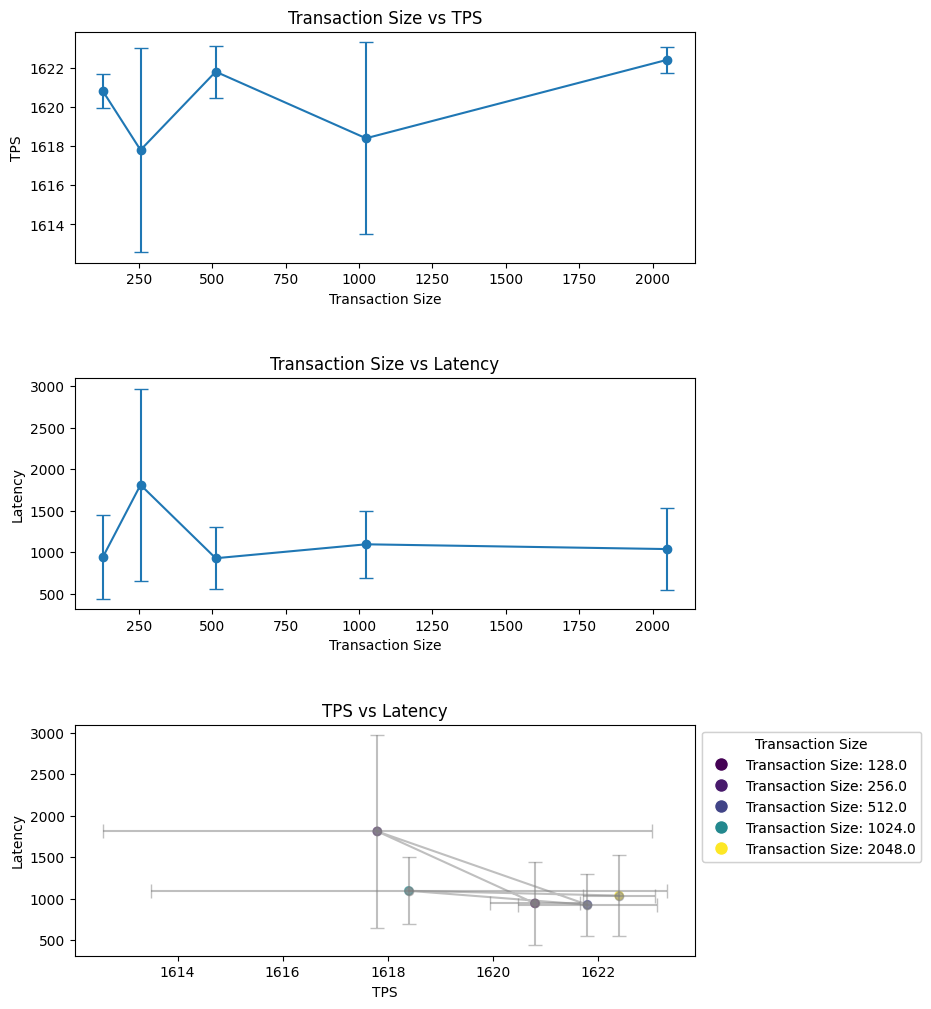 Transaction Size vs TPS
1622
1620
1618
1616
1614
TPS
250 500 750 1000 1250 1500 1750 2000
Transaction Size
Transaction Size vs Latency
3000
2500
2000
1500
1000
500
Latency
250 500 750 1000 1250 1500 1750 2000
Transaction Size
TPS vs Latency
3000
2500
2000
1500
1000
500
Latency
1614 1616 1618 1620 1622
TPS
Transaction Size
Transaction Size: 128.0
Transaction Size: 256.0
Transaction Size: 512.0
Transaction Size: 1024.0
Transaction Size: 2048.0